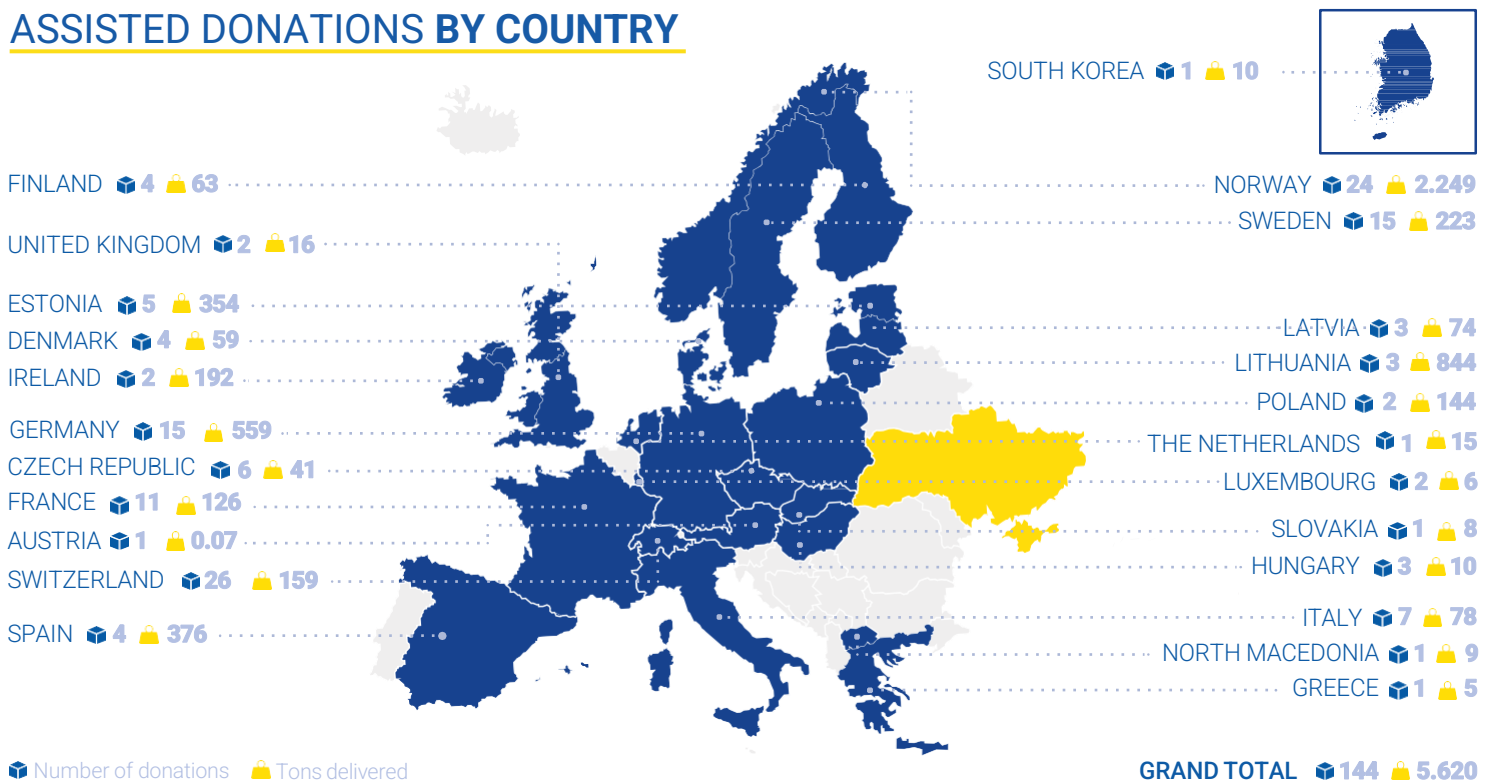 ASSISTED DONATIONS BY COUNTRY
SOUTH KOREA 1 10
FINLAND 4 63
UNITED KINGDOM 2 16
ESTONIA 5 354
DENMARK 4 59
IRELAND 2 192
GERMANY 15 559
CZECH REPUBLIC 6 41
FRANCE 11 126
AUSTRIA 1 0.07
SWITZERLAND 26 159
SPAIN 4 376
NORWAY 24 2.249
SWEDEN 15 223
LATVIA 3 74
LITHUANIA 3 844
POLAND 2 144
THE NETHERLANDS 1 15
LUXEMBOURG 2 6
SLOVAKIA 1 8
HUNGARY 3 10
ITALY 7 78
NORTH MACEDONIA 1 9
GREECE 1 5
Number of donations Tons delivered
GRAND TOTAL 144 5.620